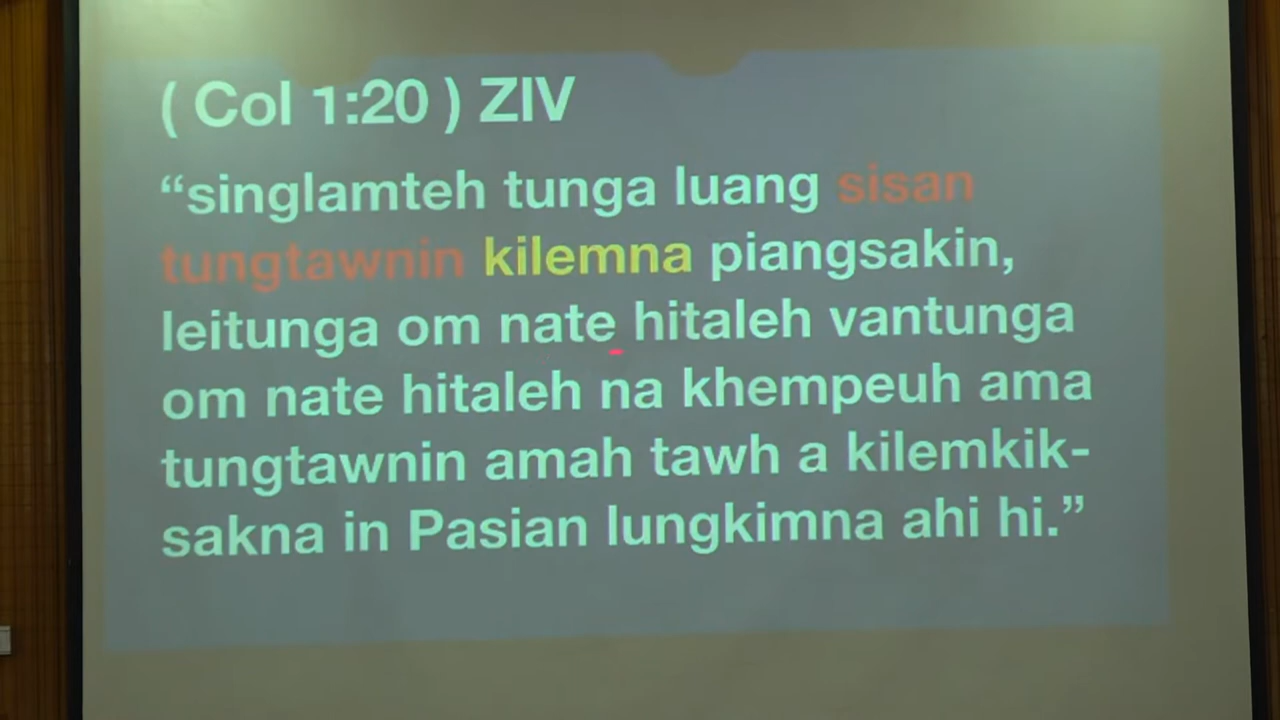 ( Col 1:20 ) ZIV
“singlamteh tunga luang sisan
tungtawnin kilemna piangsakin,
leitunga om nate hitaleh vantunga
om nate hitaleh na khempeuh ama
tungtawnin amah tawh a kilemkik-
sakna in Pasian lungkimna ahi hi.”